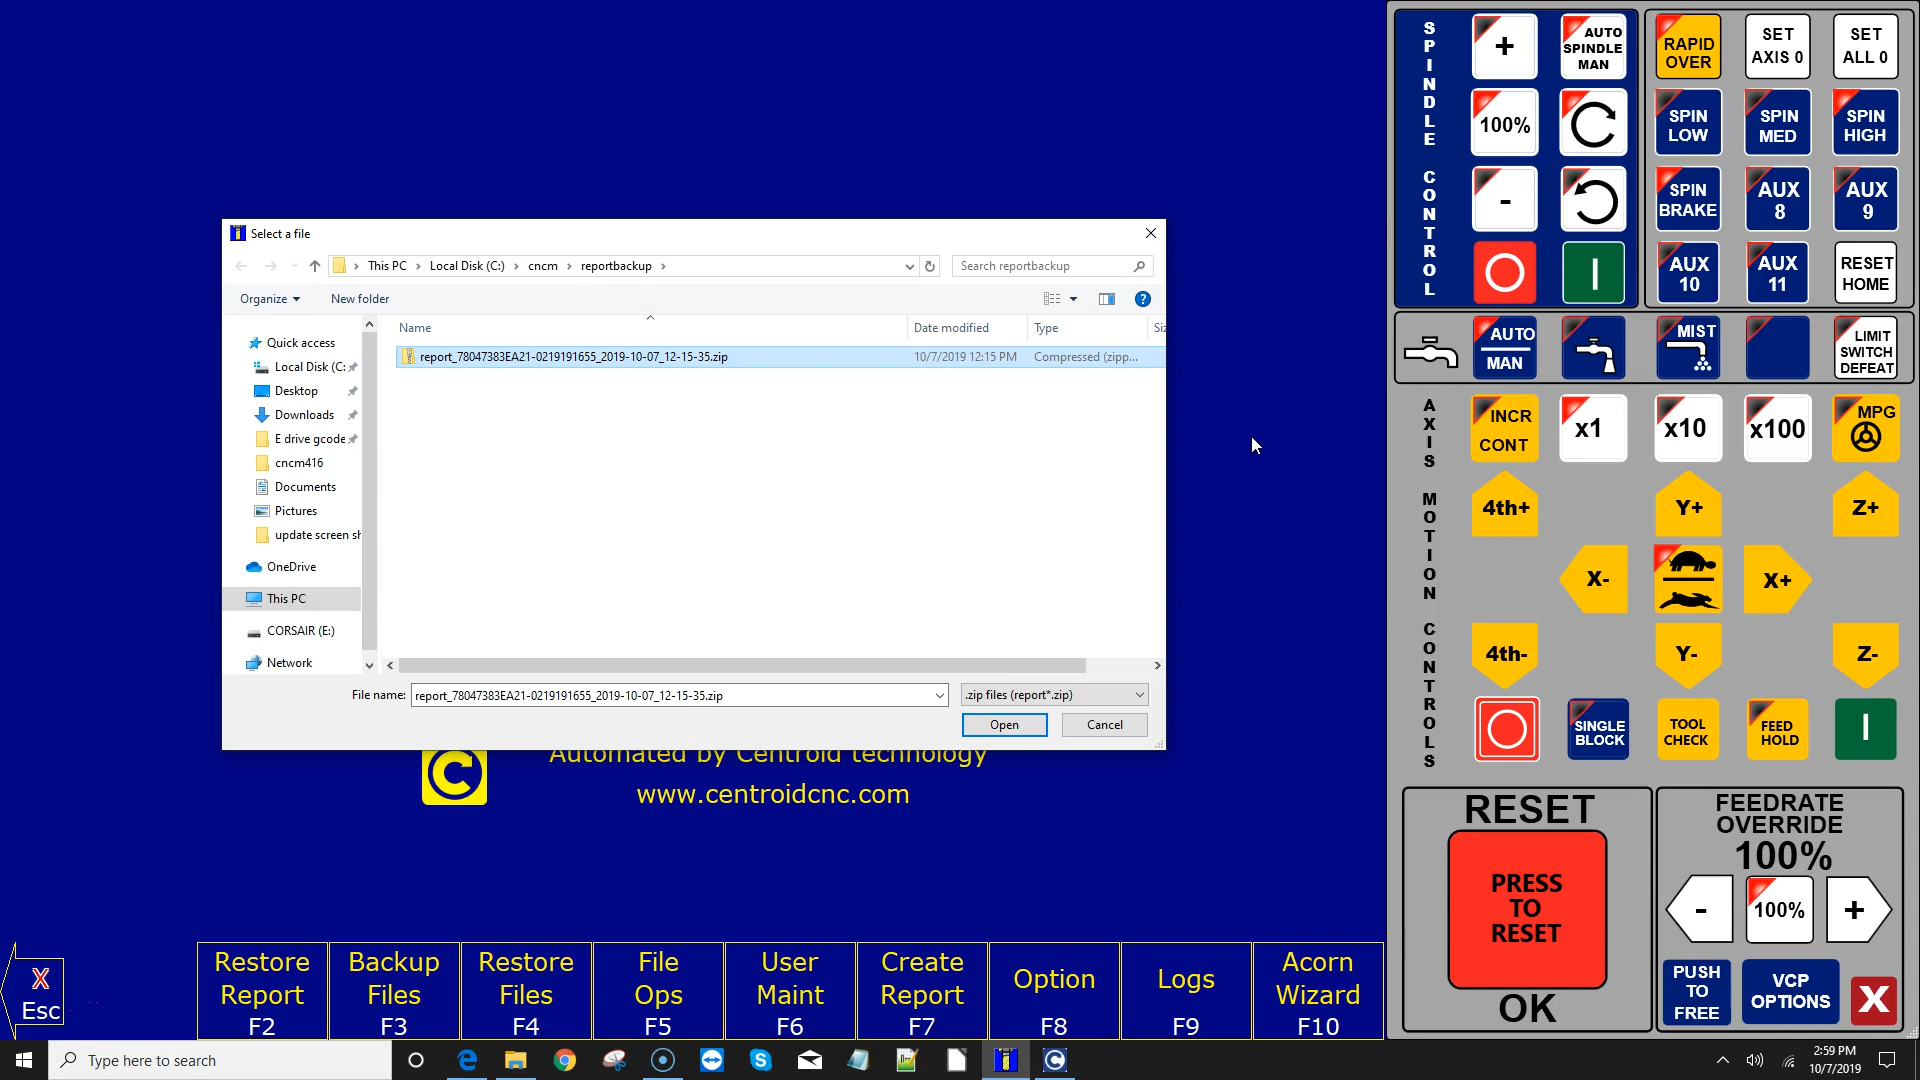 Select a file
This PC > Local Disk (C:) > cncm > reportbackup >
Search reportbackup
Organize
New folder
Name
Date modified
Type
Quick access
Local Disk (C:
Desktop
Downloads
E drive gcode
cncm416
Documents
Pictures
update screen sh
OneDrive
This PC
CORSAIR (E:)
Network
report_78047383EA21-0219191655_2019-10-07_12-15-35.zip
10/7/2019 12:15 PM
Compressed (zipp...
File name:
report_78047383EA21-0219191655_2019-10-07_12-15-35.zip
.zip files (report*.zip)
Open
Cancel
Automated by Centroid technology
www.centroidcnc.com
X
Esc
Restore Report F2
Backup Files F3
Restore Files F4
File Ops F5
User Maint F6
Create Report F7
Option F8
Logs F9
Acorn Wizard F10
SPINDLE CONTROL
+
AUTO
SPINDLE
MAN
100%
-
RAPID
OVER
SET
AXIS 0
SET
ALL 0
SPIN
LOW
SPIN
MED
SPIN
HIGH
SPIN
BRAKE
AUX
8
AUX
9
AUX
10
AUX
11
RESET
HOME
AUTO
MAN
MIST
LIMIT
SWITCH
DEFEAT
AXIS MOTION CONTROLS
INCR
CONT
x1
x10
x100
MPG
4th+
Y+
Z+
X-
X+
4th-
Y-
Z-
SINGLE
BLOCK
TOOL
CHECK
FEED
HOLD
RESET
PRESS
TO
RESET
OK
FEEDRATE
OVERRIDE
100%
-
100%
+
PUSH
TO
FREE
VCP
OPTIONS
X
Type here to search
2:59 PM
10/7/2019